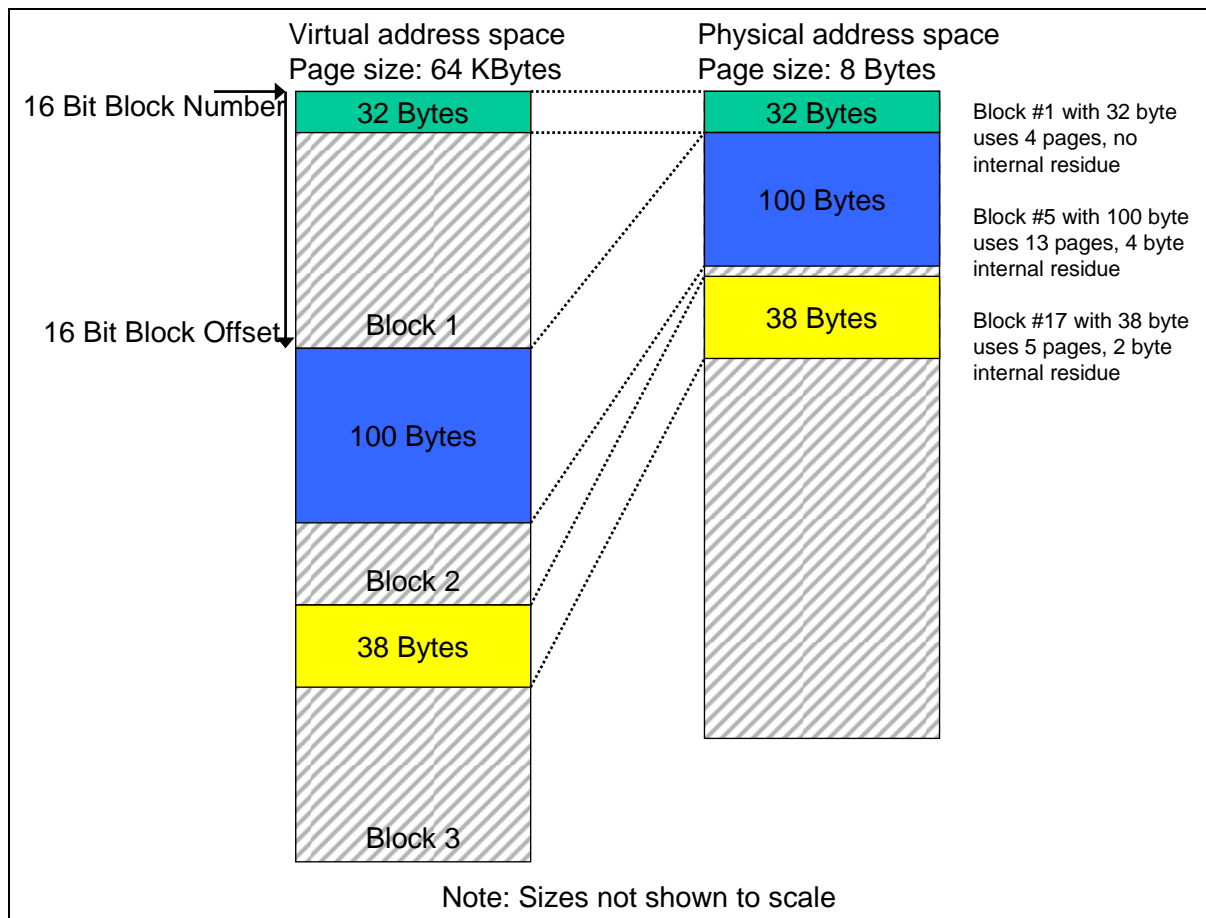 Virtual address space
Page size: 64 KBytes
Physical address space
Page size: 8 Bytes
16 Bit Block Number
32 Bytes
32 Bytes
Block #1 with 32 byte
uses 4 pages, no
internal residue
100 Bytes
Block #5 with 100 byte
uses 13 pages, 4 byte
internal residue
16 Bit Block Offset
Block 1
38 Bytes
Block #17 with 38 byte
uses 5 pages, 2 byte
internal residue
100 Bytes
Block 2
38 Bytes
Block 3
Note: Sizes not shown to scale